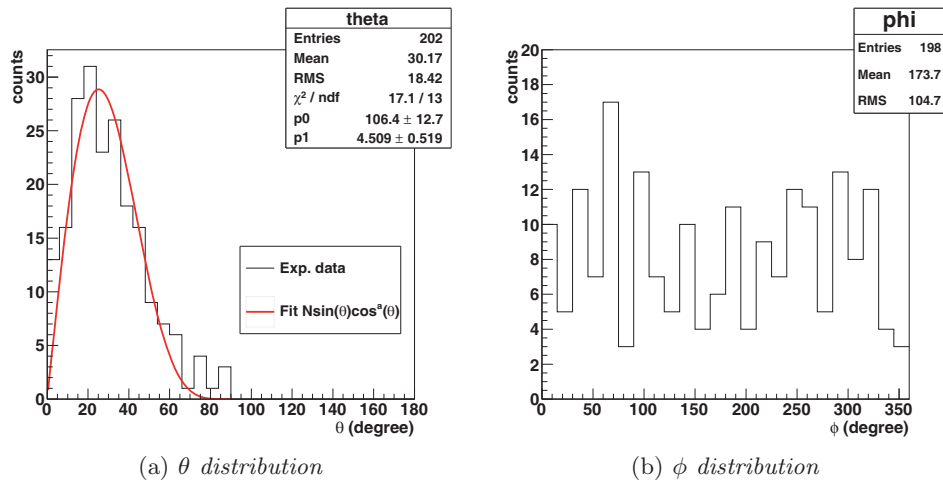 theta
Entries 202
Mean 30.17
RMS 18.42
χ² / ndf 17.1 / 13
p0 106.4 ± 12.7
p1 4.509 ± 0.519
counts
30
25
20
15
10
5
0
Exp. data
Fit Nsin(θ)cosᵃ(θ)
0 20 40 60 80 100 120 140 160 180
θ (degree)
(a) θ distribution
phi
Entries 198
Mean 173.7
RMS 104.7
counts
20
18
16
14
12
10
8
6
4
2
0
0 50 100 150 200 250 300 350
ϕ (degree)
(b) ϕ distribution